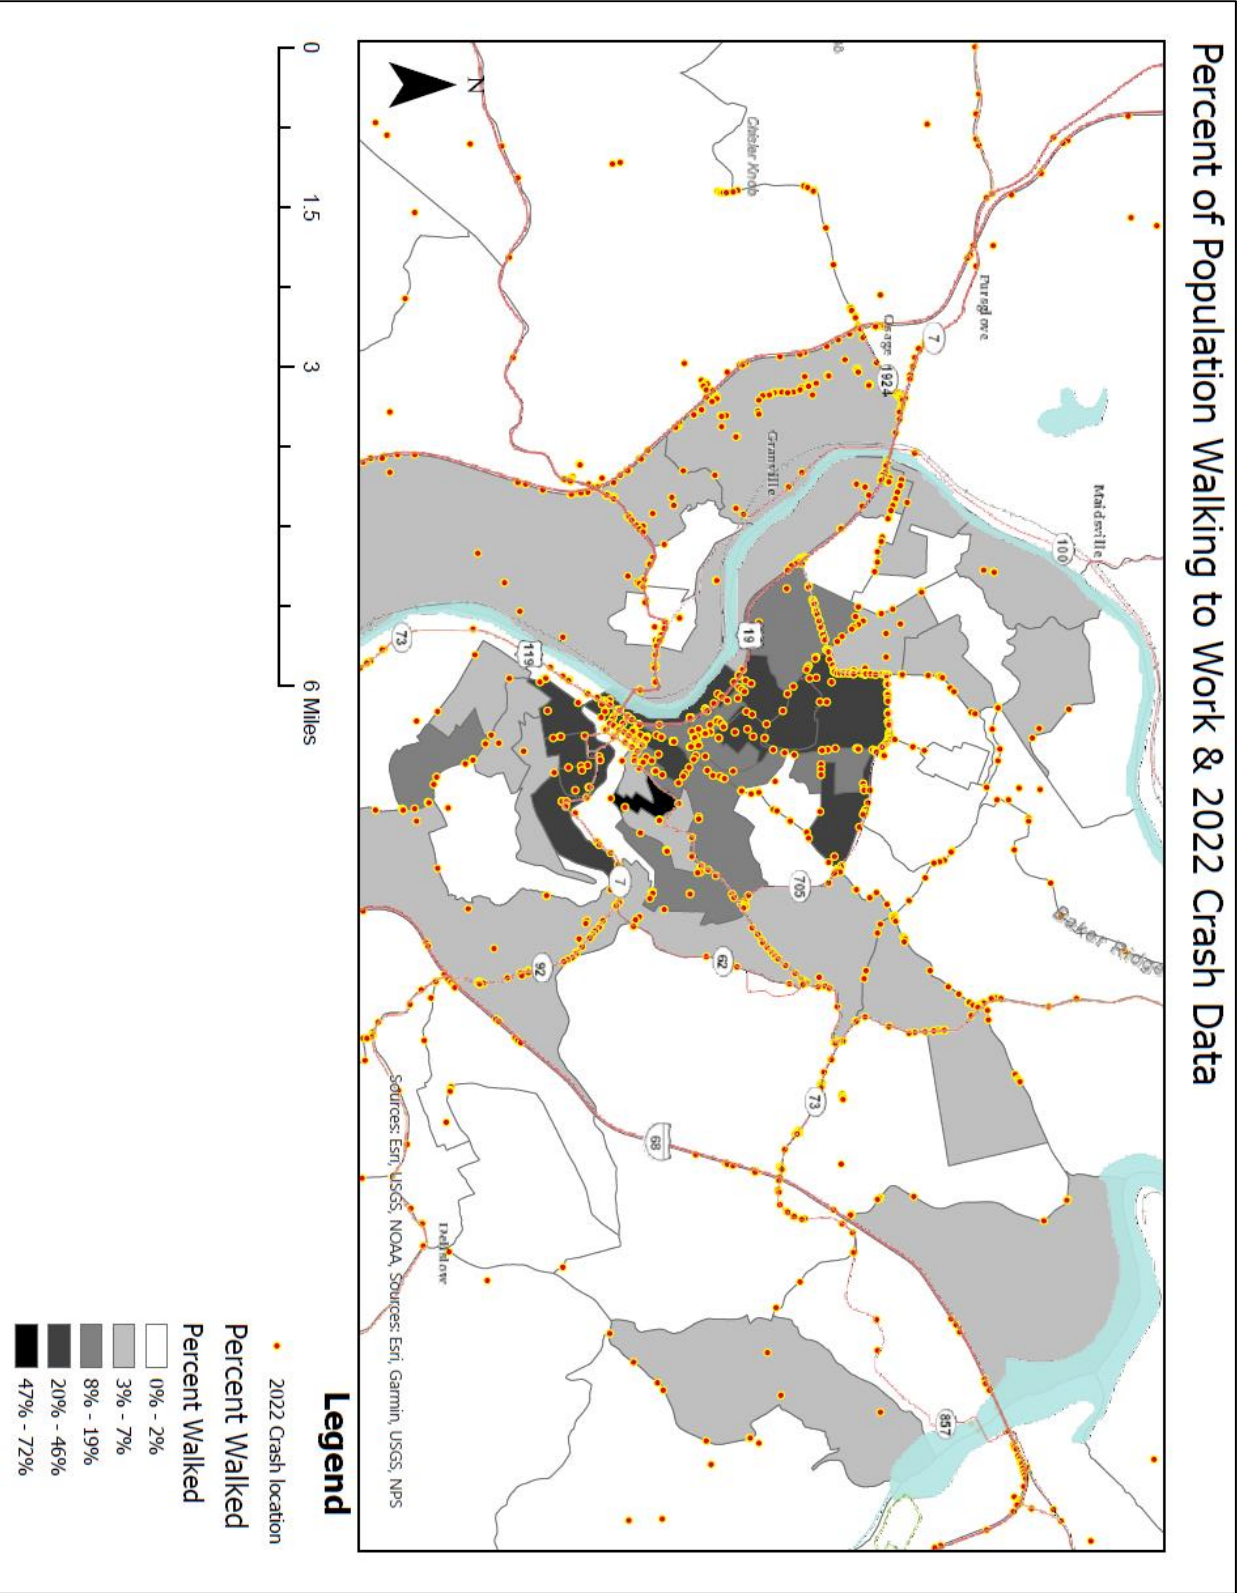 Percent of Population Walking to Work & 2022 Crash Data
Pursglove
Maidsville
Baker Ridge
7
100
Osage
1924
Chisler Knob
Granville
19
705
62
73
857
119
7
92
68
73
Dellslow
N
Sources: Esri, USGS, NOAA, Sources: Esri, Garmin, USGS, NPS
0 1.5 3 6 Miles
Legend
2022 Crash location
Percent Walked
Percent Walked
0% - 2%
3% - 7%
8% - 19%
20% - 46%
47% - 72%